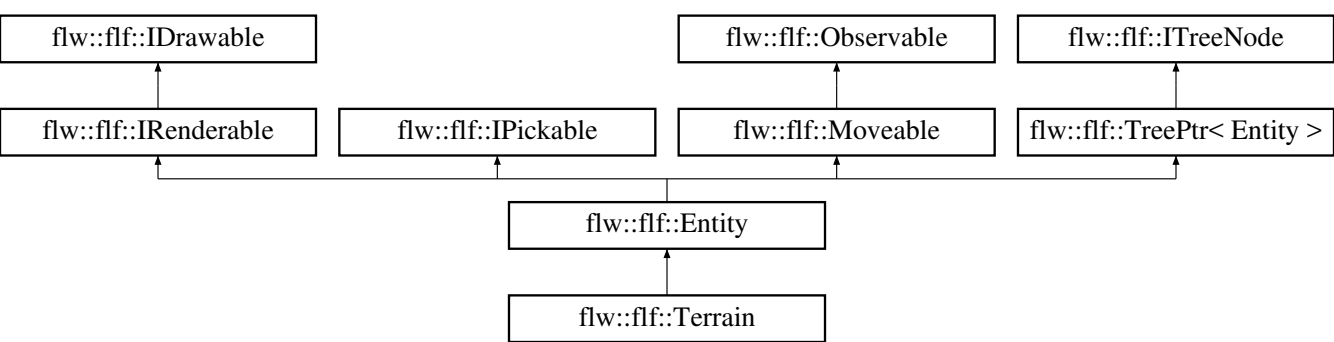 flw::flf::IDrawable
flw::flf::Observable
flw::flf::ITreeNode
flw::flf::IRenderable
flw::flf::IPickable
flw::flf::Moveable
flw::flf::TreePtr< Entity >
flw::flf::Entity
flw::flf::Terrain